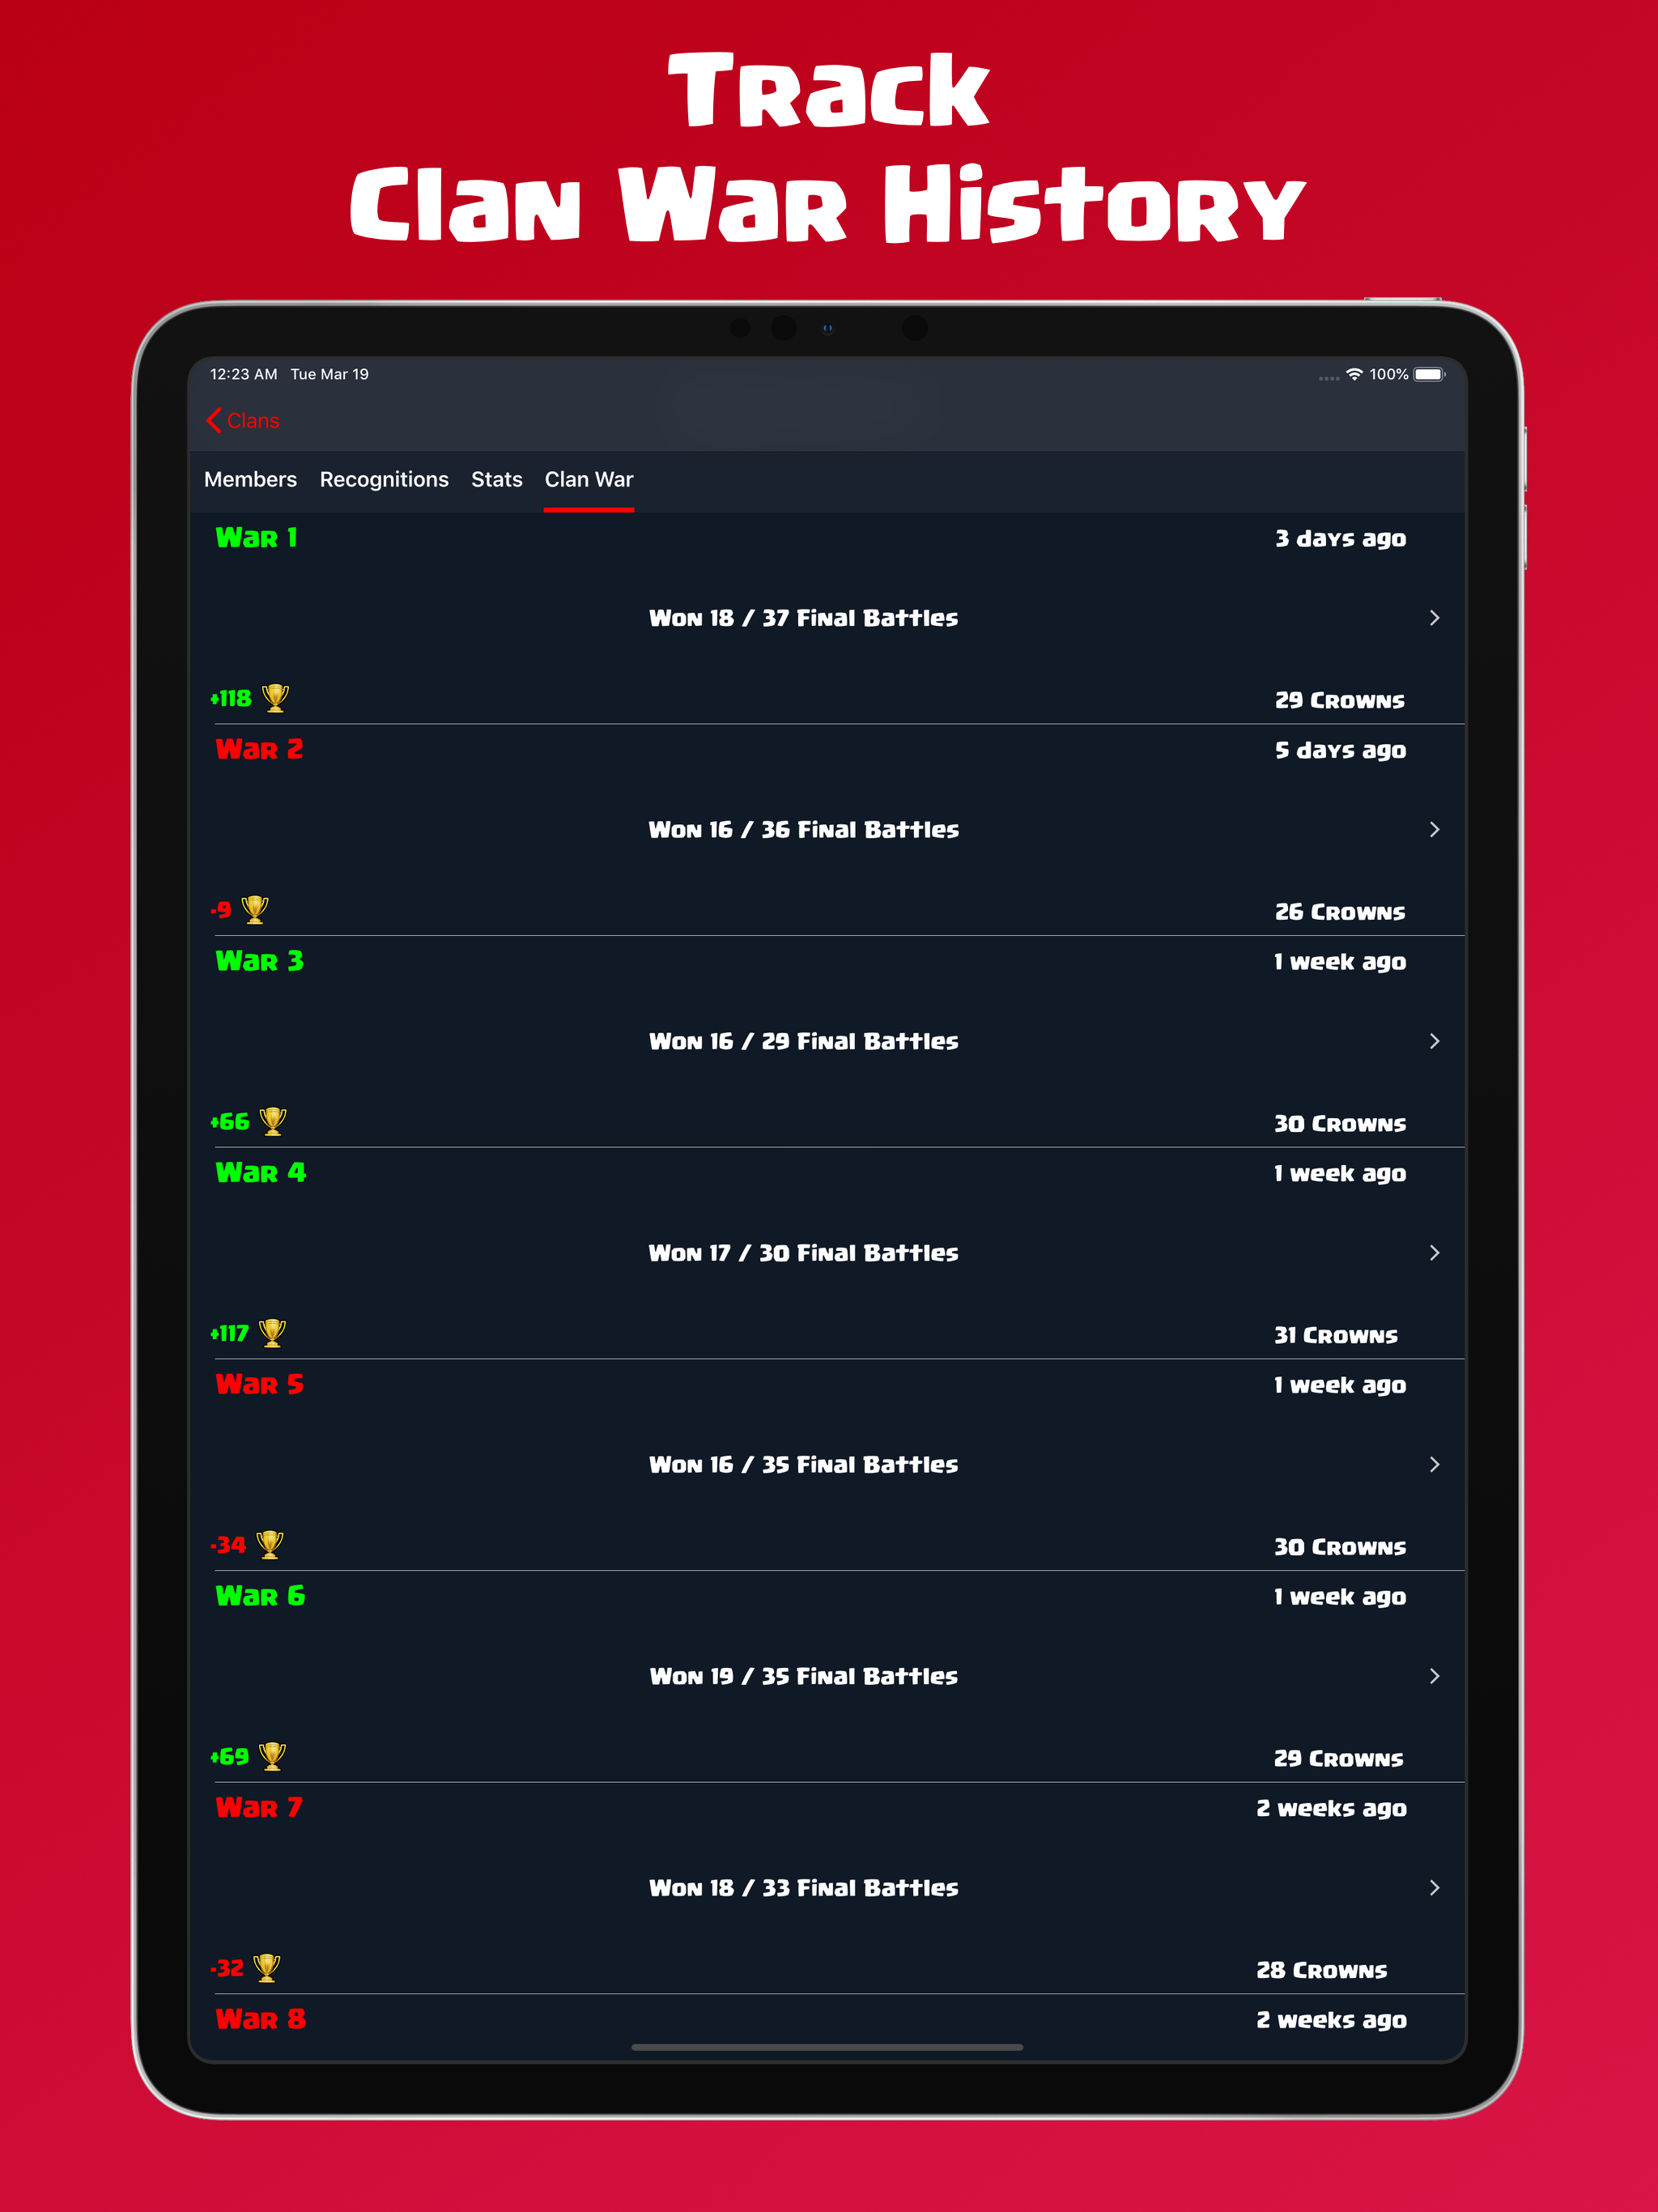 Track
Clan War History
12:23 AM Tue Mar 19 100%
Clans
Members Recognitions Stats Clan War
War 1 3 days ago
Won 18 / 37 Final Battles
+118 29 Crowns
War 2 5 days ago
Won 16 / 36 Final Battles
-9 26 Crowns
War 3 1 week ago
Won 16 / 29 Final Battles
+66 30 Crowns
War 4 1 week ago
Won 17 / 30 Final Battles
+117 31 Crowns
War 5 1 week ago
Won 16 / 35 Final Battles
-34 30 Crowns
War 6 1 week ago
Won 19 / 35 Final Battles
+69 29 Crowns
War 7 2 weeks ago
Won 18 / 33 Final Battles
-32 28 Crowns
War 8 2 weeks ago